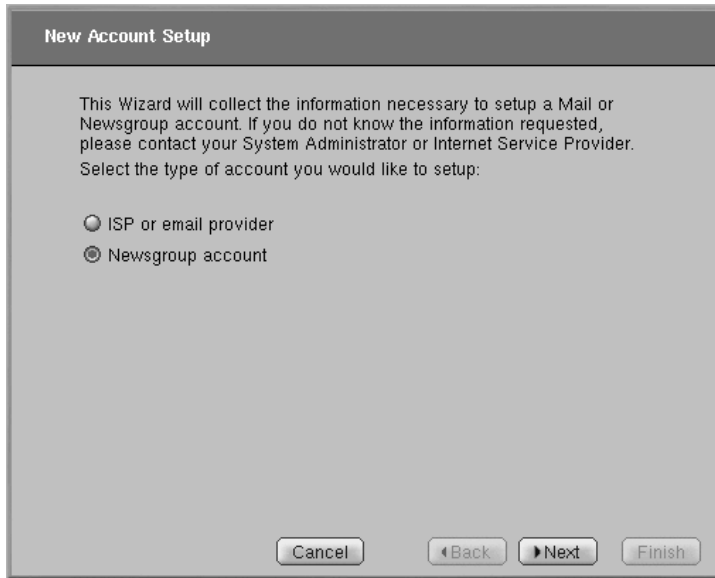 New Account Setup
This Wizard will collect the information necessary to setup a Mail or
Newsgroup account. If you do not know the information requested,
please contact your System Administrator or Internet Service Provider.
Select the type of account you would like to setup:
ISP or email provider
Newsgroup account
Cancel Back Next Finish